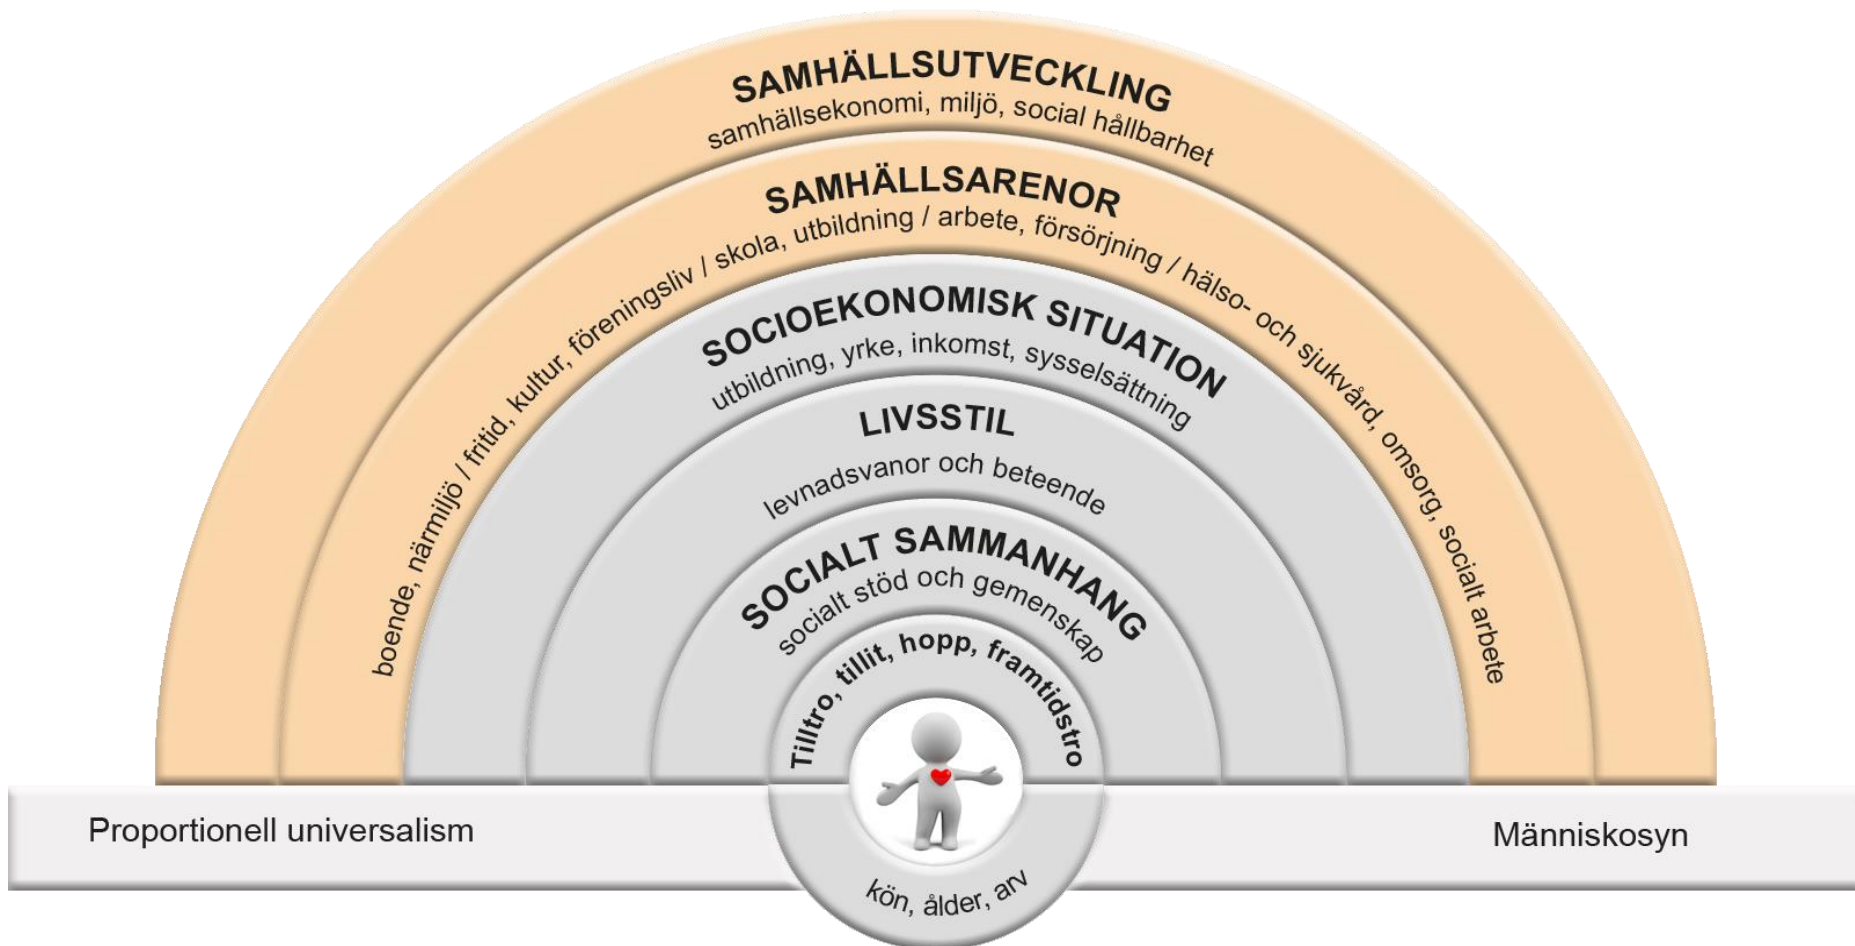 SAMHÄLLSUTVECKLING
samhällsekonomi, miljö, social hållbarhet
SAMHÄLLSARENOR
boende, närmiljö / fritid, kultur, föreningsliv / skola, utbildning / arbete, försörjning / hälso- och sjukvård, omsorg, socialt arbete
SOCIOEKONOMISK SITUATION
utbildning, yrke, inkomst, sysselsättning
LIVSSTIL
levnadsvanor och beteende
SOCIALT SAMMANHANG
socialt stöd och gemenskap
Tilltro, tillit, hopp, framtidstro
Proportionell universalism
Människosyn
kön, ålder, arv